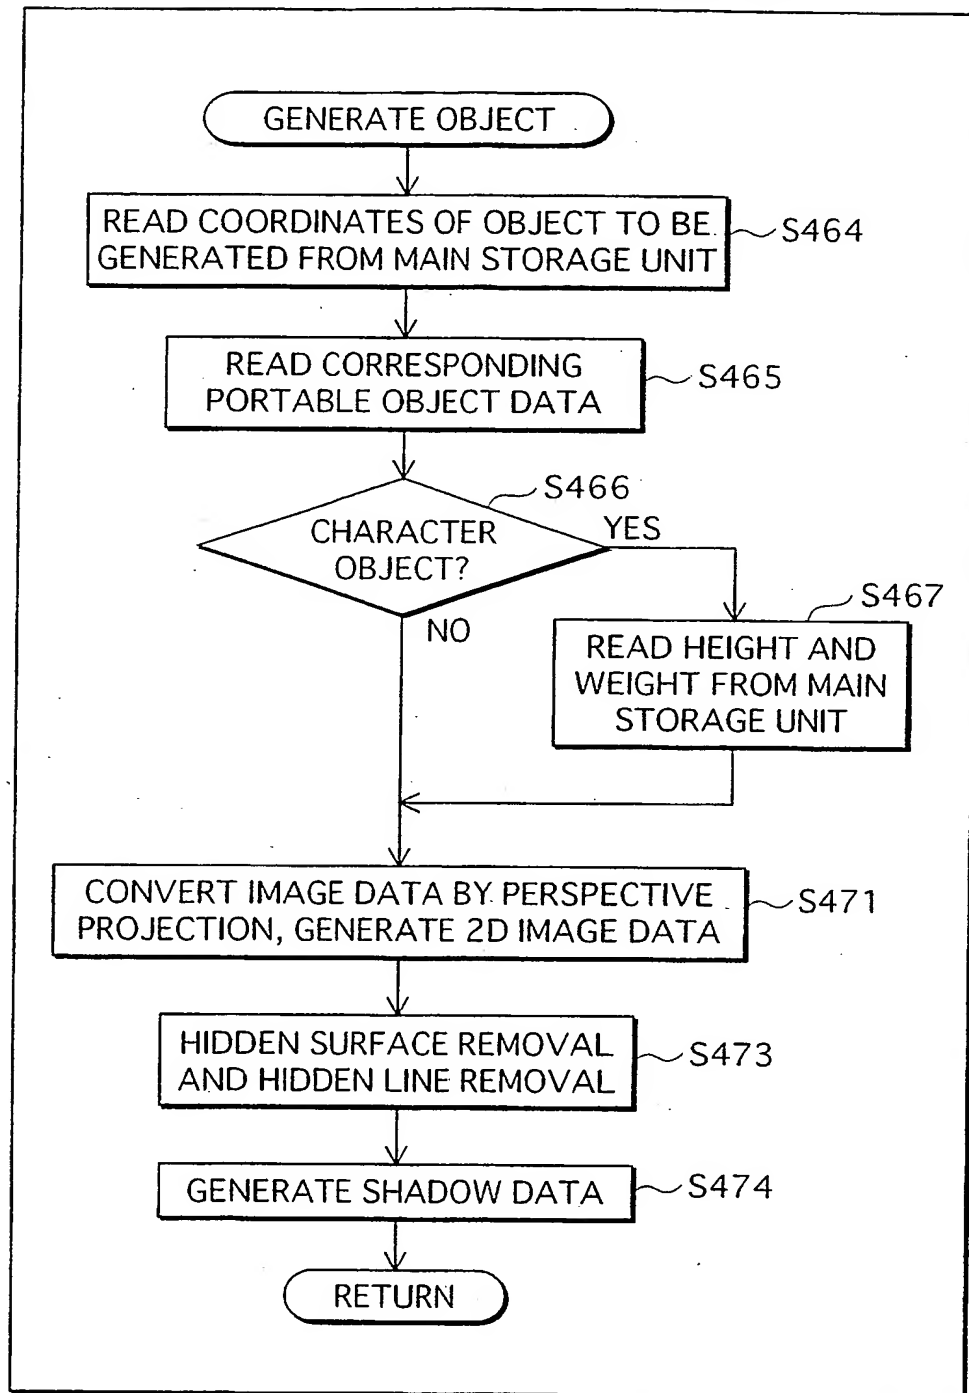 GENERATE OBJECT
READ COORDINATES OF OBJECT TO BE
GENERATED FROM MAIN STORAGE UNIT
S464
READ CORRESPONDING
PORTABLE OBJECT DATA
S465
S466
CHARACTER
OBJECT?
YES
NO
S467
READ HEIGHT AND
WEIGHT FROM MAIN
STORAGE UNIT
CONVERT IMAGE DATA BY PERSPECTIVE
PROJECTION, GENERATE 2D IMAGE DATA
S471
HIDDEN SURFACE REMOVAL
AND HIDDEN LINE REMOVAL
S473
GENERATE SHADOW DATA
S474
RETURN